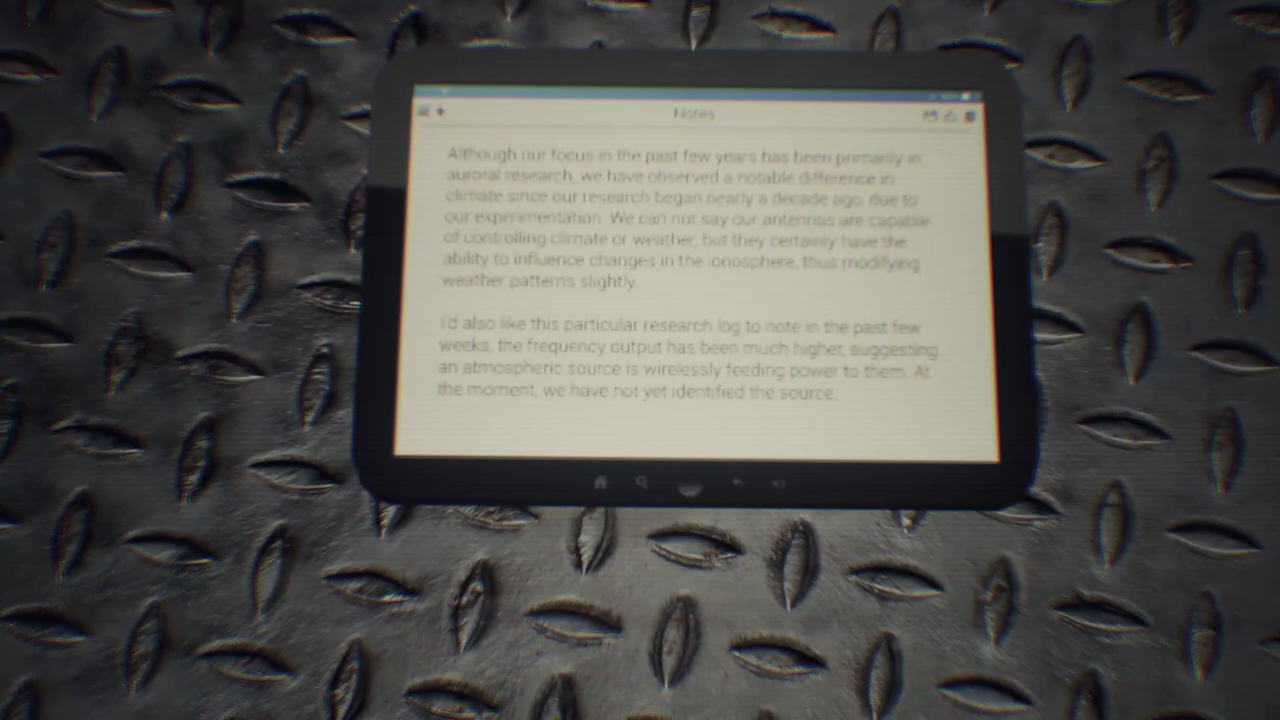 Notes
Although our focus in the past few years has been primarily in
auroral research, we have observed a notable difference in
climate since our research began nearly a decade ago, due to
our experimentation. We can not say our antennas are capable
of controlling climate or weather, but they certainly have the
ability to influence changes in the ionosphere, thus modifying
weather patterns slightly.
I'd also like this particular research log to note in the past few
weeks, the frequency output has been much higher, suggesting
an atmospheric source is wirelessly feeding power to them. At
the moment, we have not yet identified the source.